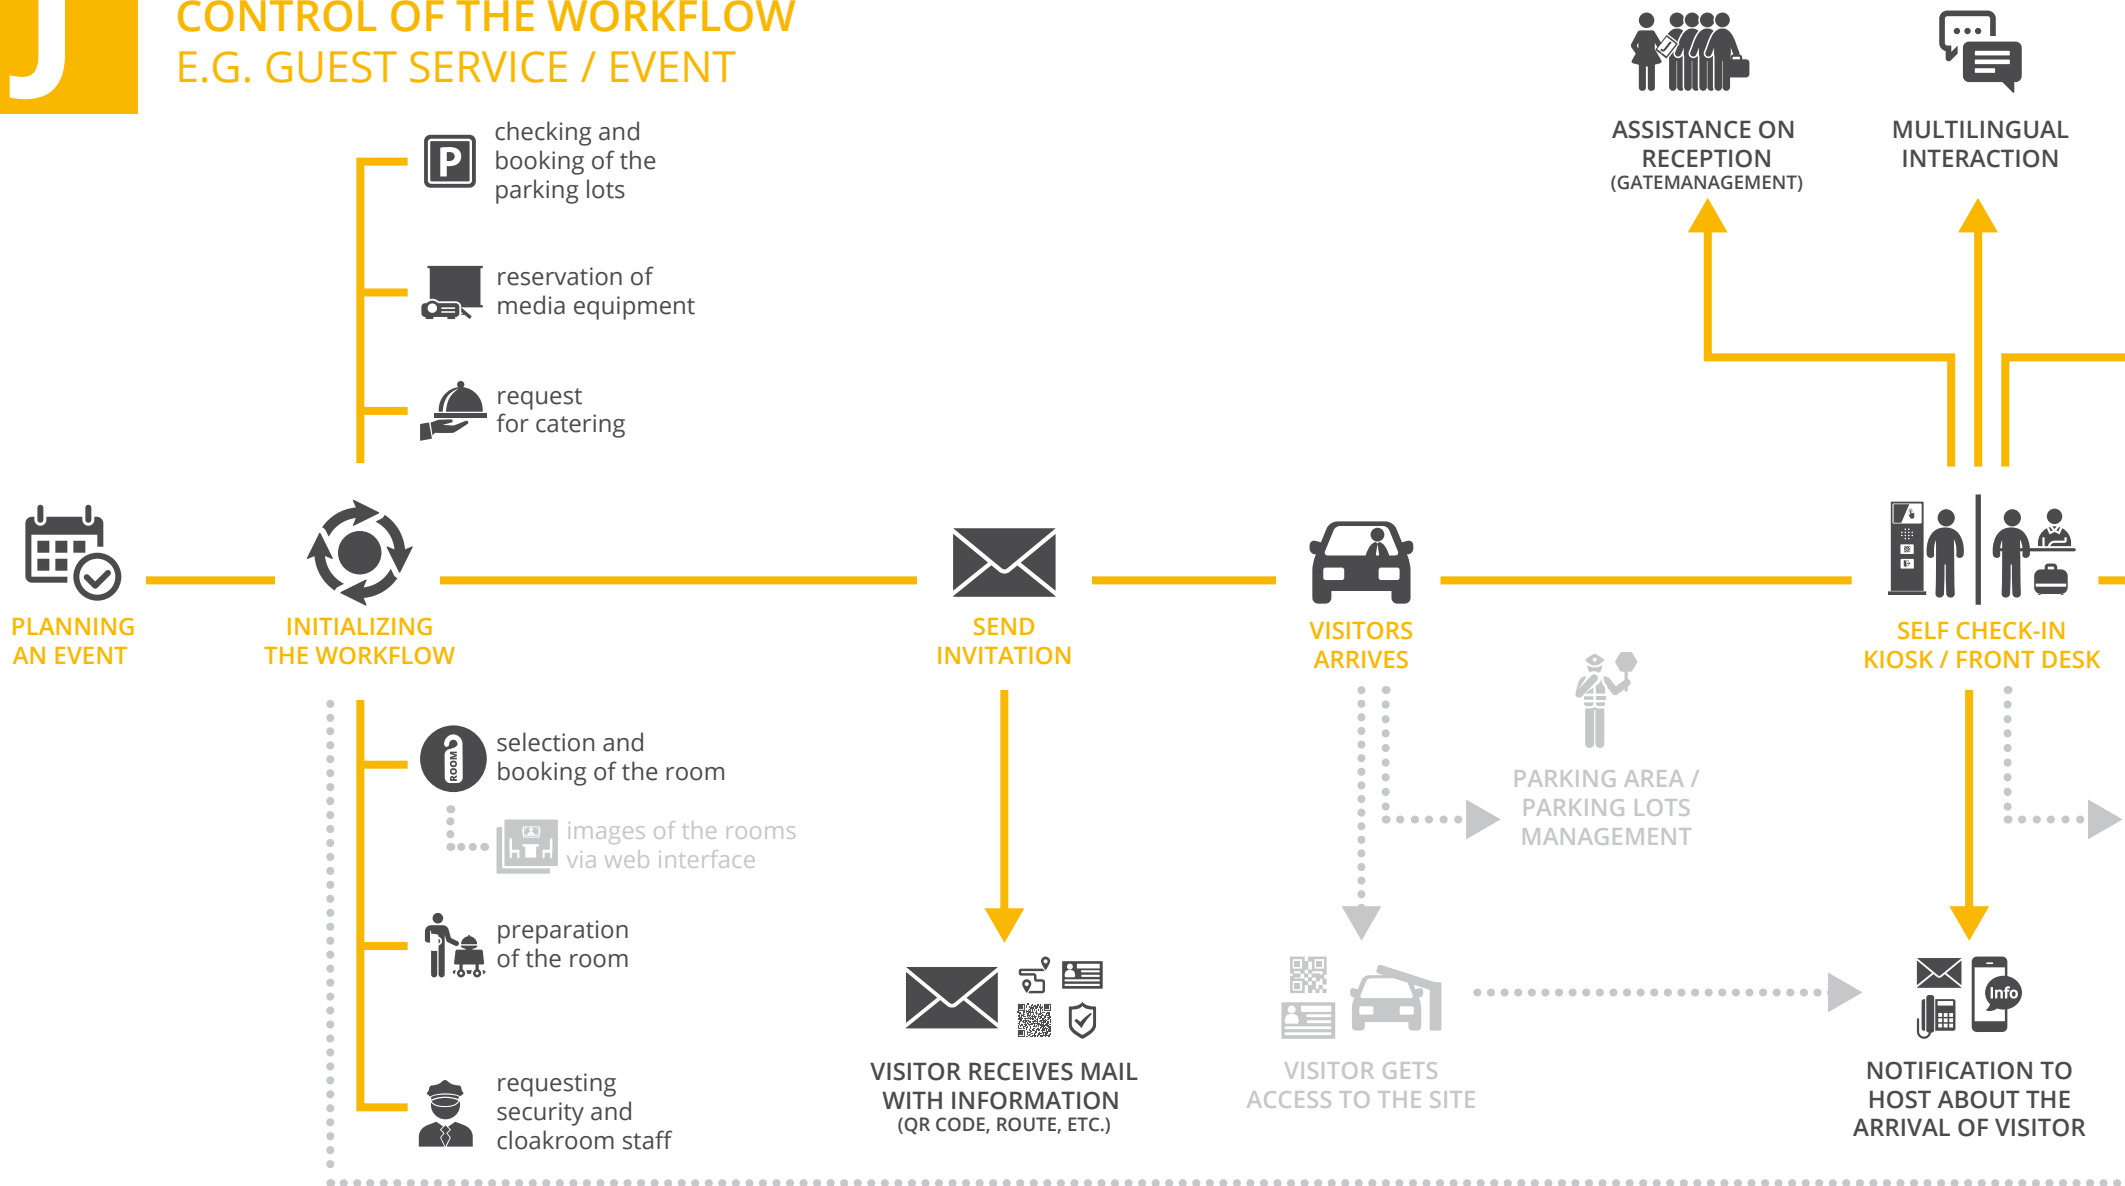 J
CONTROL OF THE WORKFLOW
E.G. GUEST SERVICE / EVENT
P
checking and
booking of the
parking lots
reservation of
media equipment
request
for catering
ASSISTANCE ON
RECEPTION
(GATEMANAGEMENT)
MULTILINGUAL
INTERACTION
PLANNING
AN EVENT
INITIALIZING
THE WORKFLOW
SEND
INVITATION
VISITORS
ARRIVES
SELF CHECK-IN
KIOSK / FRONT DESK
ROOM
selection and
booking of the room
images of the rooms
via web interface
preparation
of the room
requesting
security and
cloakroom staff
VISITOR RECEIVES MAIL
WITH INFORMATION
(QR CODE, ROUTE, ETC.)
PARKING AREA /
PARKING LOTS
MANAGEMENT
VISITOR GETS
ACCESS TO THE SITE
Info
NOTIFICATION TO
HOST ABOUT THE
ARRIVAL OF VISITOR